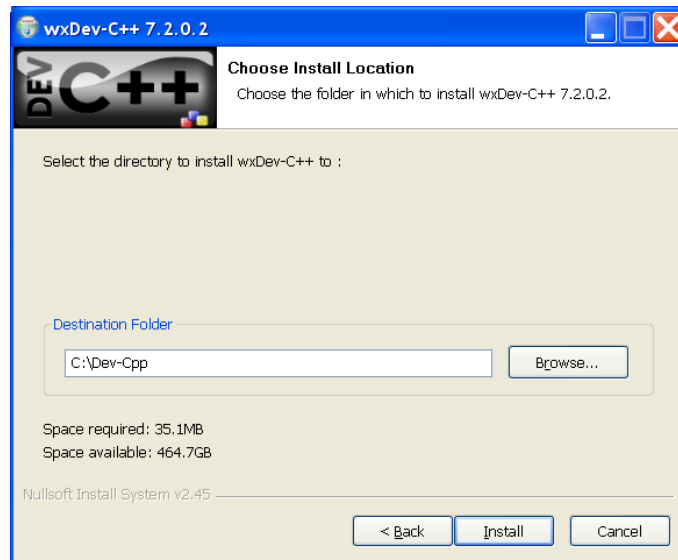 wxDev-C++ 7.2.0.2
DEV C++
Choose Install Location
Choose the folder in which to install wxDev-C++ 7.2.0.2.
Select the directory to install wxDev-C++ to :
Destination Folder
C:\Dev-Cpp
Browse...
Space required: 35.1MB
Space available: 464.7GB
Nullsoft Install System v2.45
< Back Install Cancel